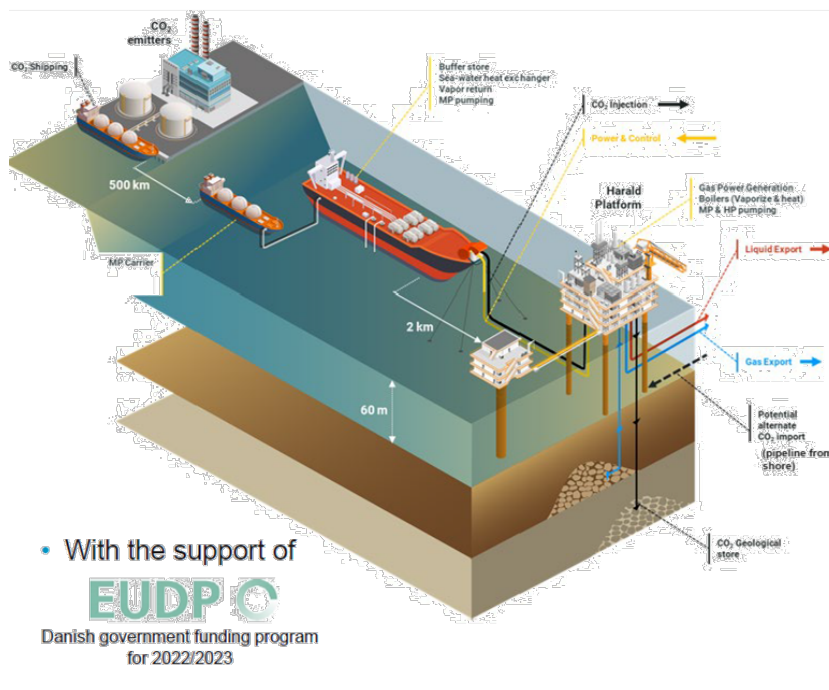 CO₂
emitters
CO₂ Shipping
Buffer store
Sea-water heat exchanger
Vapor return
MP pumping
CO₂ Injection
Power & Control
500 km
Harald
Platform
Gas Power Generation
Boilers (Vaporize & heat)
MP & HP pumping
Liquid Export
MP Carrier
2 km
Gas Export
60 m
Potential
alternate
CO₂ import
(pipeline from
shore)
CO₂ Geological
store
• With the support of
EUDP
Danish government funding program
for 2022/2023